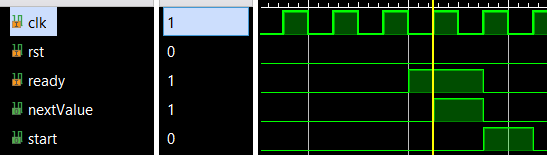 clk 1
rst 0
ready 1
nextValue 1
start 0